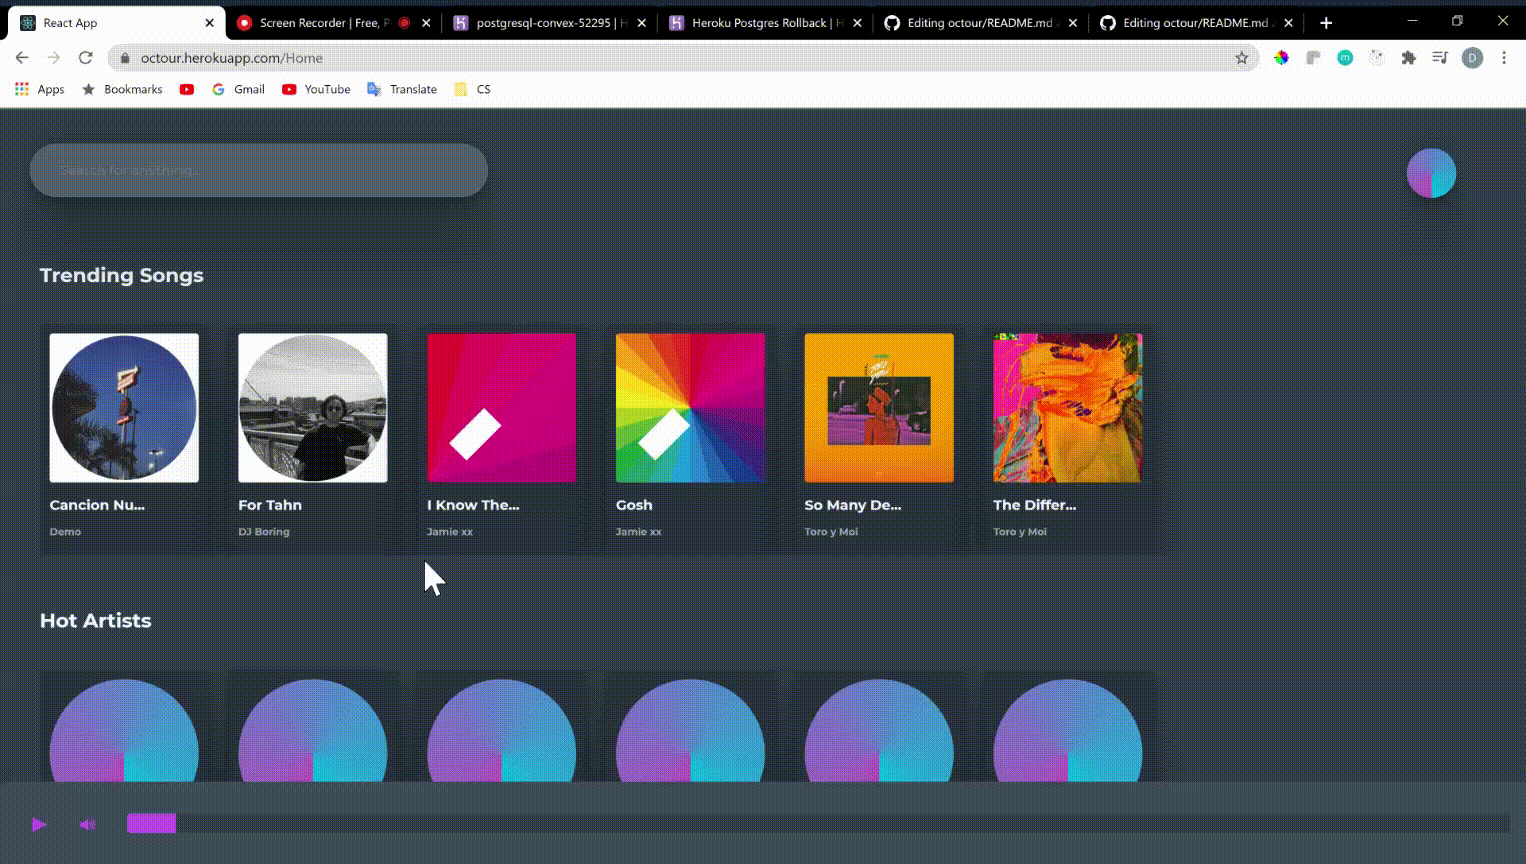 React App
Screen Recorder | Free, P
postgresql-convex-52295 | H
Heroku Postgres Rollback | H
Editing octour/README.md
Editing octour/README.md
octour.herokuapp.com/Home
D
Apps
Bookmarks
Gmail
YouTube
Translate
CS
Search for anything...
Trending Songs
Cancion Nu...
For Tahn
I Know The...
Gosh
So Many De...
The Differ...
Demo
DJ Boring
Jamie xx
Jamie xx
Toro y Moi
Toro y Moi
Hot Artists